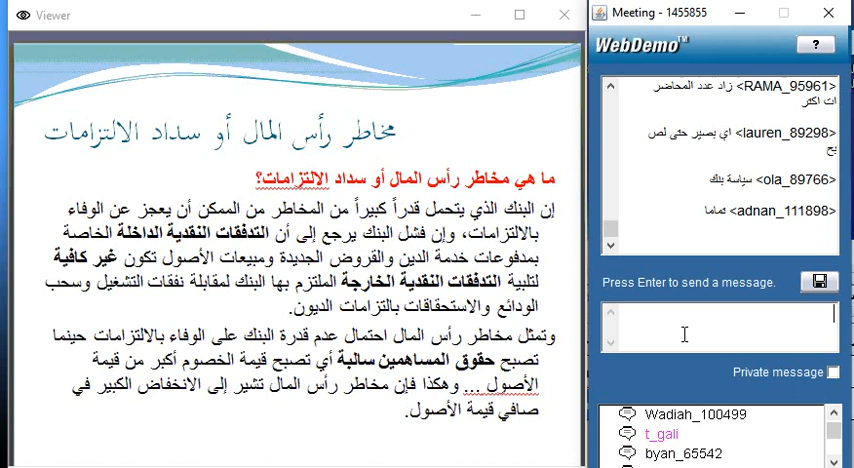 Viewer
مخاطر رأس المال أو سداد الالتزامات
ما هي مخاطر رأس المال أو سداد الالتزامات؟
إن البنك الذي يتحمل قدراً كبيراً من المخاطر من الممكن أن يعجز عن الوفاء
بالالتزامات، وإن فشل البنك يرجع إلى أن التدفقات النقدية الداخلة الخاصة
بمدفوعات خدمة الدين والقروض الجديدة ومبيعات الأصول تكون غير كافية
لتلبية التدفقات النقدية الخارجة الملتزم بها البنك لمقابلة نفقات التشغيل وسحب
الودائع والاستحقاقات بالتزامات الديون.
وتمثل مخاطر رأس المال احتمال عدم قدرة البنك على الوفاء بالالتزامات حينما
تصبح حقوق المساهمين سالبة أي تصبح قيمة الخصوم أكبر من قيمة
الأصول ... وهكذا فإن مخاطر رأس المال تشير إلى الانخفاض الكبير في
صافي قيمة الأصول.
Meeting - 1455855
WebDemo™
?
<RAMA_95961> زاد عدد المحاضر
ات اكتر
<lauren_89298> اي بصير حتى لص
بح
<ola_89766> سياسة بنك
<adnan_111898> تماما
Press Enter to send a message.
Private message
Wadiah_100499
t_gali
byan_65542